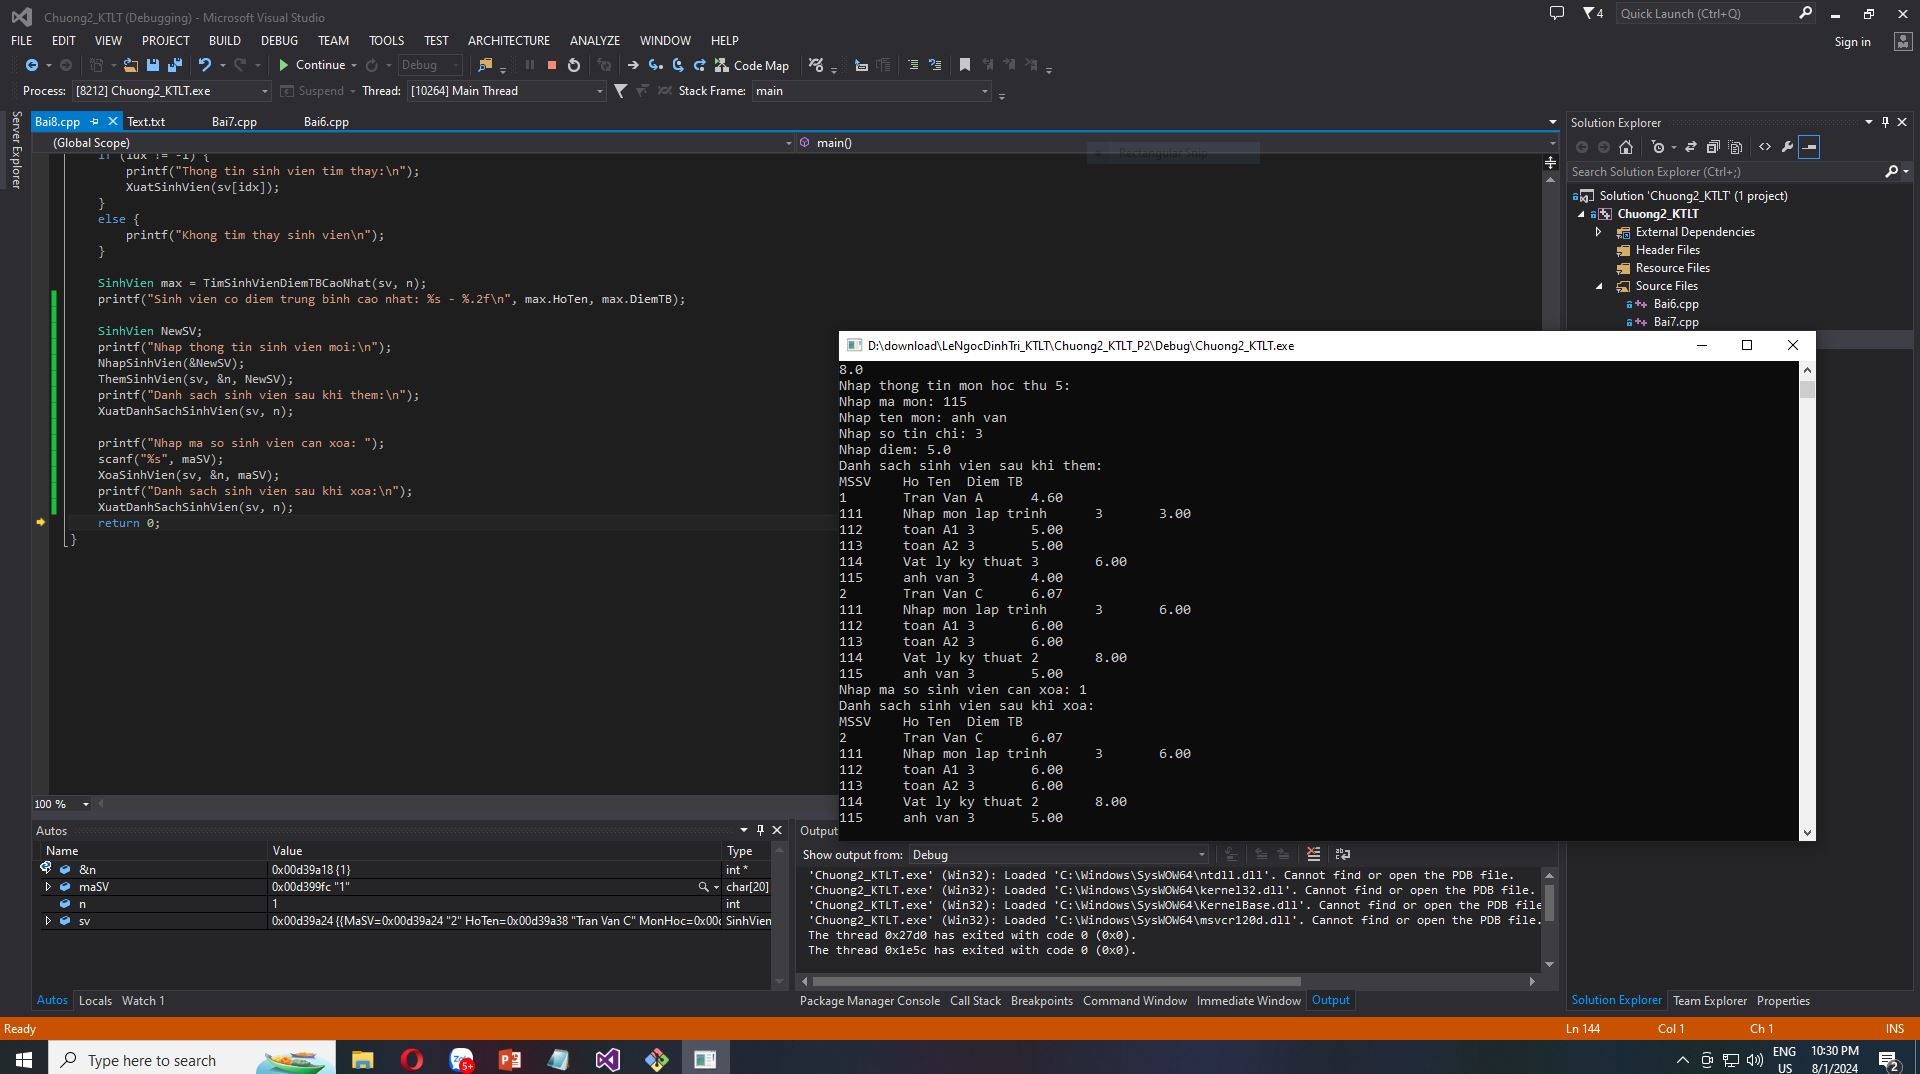 Chuong2_KTLT (Debugging) - Microsoft Visual Studio
4
Quick Launch (Ctrl+Q)
FILE EDIT VIEW PROJECT BUILD DEBUG TEAM TOOLS TEST ARCHITECTURE ANALYZE WINDOW HELP
Sign in
Continue Debug Code Map
Process: [8212] Chuong2_KTLT.exe Suspend Thread: [10264] Main Thread Stack Frame: main
Server Explorer
Bai8.cpp Text.txt Bai7.cpp Bai6.cpp
(Global Scope) main()
Rectangular Snip
if (idx != -1) {
printf("Thong tin sinh vien tim thay:\n");
XuatSinhVien(sv[idx]);
}
else {
printf("Khong tim thay sinh vien\n");
}
SinhVien max = TimSinhVienDiemTBCaoNhat(sv, n);
printf("Sinh vien co diem trung binh cao nhat: %s - %.2f\n", max.HoTen, max.DiemTB);
SinhVien NewSV;
printf("Nhap thong tin sinh vien moi:\n");
NhapSinhVien(&NewSV);
ThemSinhVien(sv, &n, NewSV);
printf("Danh sach sinh vien sau khi them:\n");
XuatDanhSachSinhVien(sv, n);
printf("Nhap ma so sinh vien can xoa: ");
scanf("%s", maSV);
XoaSinhVien(sv, &n, maSV);
printf("Danh sach sinh vien sau khi xoa:\n");
XuatDanhSachSinhVien(sv, n);
return 0;
}
100 %
Solution Explorer
Search Solution Explorer (Ctrl+;)
Solution 'Chuong2_KTLT' (1 project)
Chuong2_KTLT
External Dependencies
Header Files
Resource Files
Source Files
Bai6.cpp
Bai7.cpp
D:\download\LeNgocDinhTri_KTLT\Chuong2_KTLT_P2\Debug\Chuong2_KTLT.exe
8.0
Nhap thong tin mon hoc thu 5:
Nhap ma mon: 115
Nhap ten mon: anh van
Nhap so tin chi: 3
Nhap diem: 5.0
Danh sach sinh vien sau khi them:
MSSV Ho Ten Diem TB
1 Tran Van A 4.60
111 Nhap mon lap trinh 3 3.00
112 toan A1 3 5.00
113 toan A2 3 5.00
114 Vat ly ky thuat 3 6.00
115 anh van 3 4.00
2 Tran Van C 6.07
111 Nhap mon lap trinh 3 6.00
112 toan A1 3 6.00
113 toan A2 3 6.00
114 Vat ly ky thuat 2 8.00
115 anh van 3 5.00
Nhap ma so sinh vien can xoa: 1
Danh sach sinh vien sau khi xoa:
MSSV Ho Ten Diem TB
2 Tran Van C 6.07
111 Nhap mon lap trinh 3 6.00
112 toan A1 3 6.00
113 toan A2 3 6.00
114 Vat ly ky thuat 2 8.00
115 anh van 3 5.00
Autos
Name Value Type
&n 0x00d39a18 {1} int *
maSV 0x00d399fc "1" char[20]
n 1 int
sv 0x00d39a24 {{MaSV=0x00d39a24 "2" HoTen=0x00d39a38 "Tran Van C" MonHoc=0x00d SinhVien
Autos Locals Watch 1
Output
Show output from: Debug
'Chuong2_KTLT.exe' (Win32): Loaded 'C:\Windows\SysWOW64\ntdll.dll'. Cannot find or open the PDB file.
'Chuong2_KTLT.exe' (Win32): Loaded 'C:\Windows\SysWOW64\kernel32.dll'. Cannot find or open the PDB file.
'Chuong2_KTLT.exe' (Win32): Loaded 'C:\Windows\SysWOW64\KernelBase.dll'. Cannot find or open the PDB file
'Chuong2_KTLT.exe' (Win32): Loaded 'C:\Windows\SysWOW64\msvcr120d.dll'. Cannot find or open the PDB file.
The thread 0x27d0 has exited with code 0 (0x0).
The thread 0x1e5c has exited with code 0 (0x0).
Package Manager Console Call Stack Breakpoints Command Window Immediate Window Output
Solution Explorer Team Explorer Properties
Ready Ln 144 Col 1 Ch 1 INS
Type here to search
5+
ENG
US
10:30 PM
8/1/2024
2